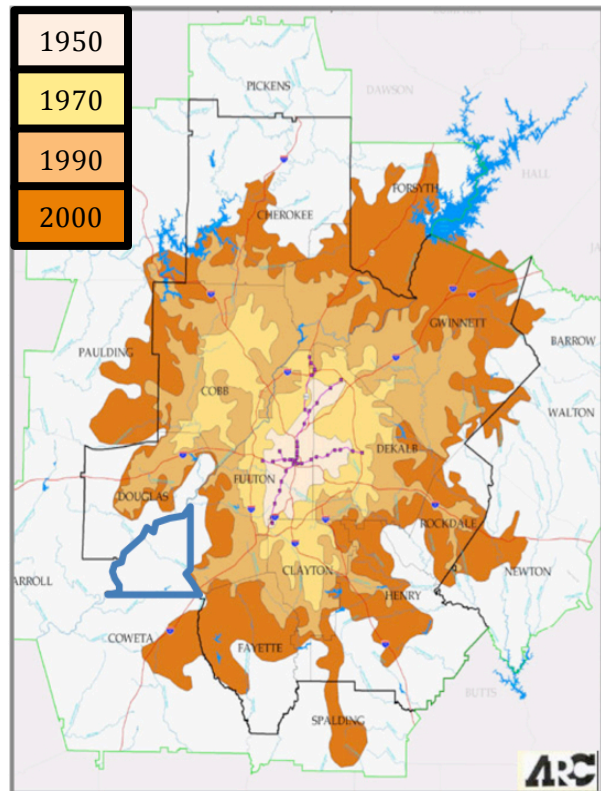 1950
1970
1990
2000
PICKENS
DAWSON
HALL
FORSYTH
CHEROKEE
GWINNETT
BARROW
PAULDING
COBB
WALTON
DEKALB
DOUGLAS
FULTON
ROCKDALE
CLAYTON
NEWTON
ARROLL
HENRY
COWETA
FAYETTE
BUTTS
SPALDING
ARC